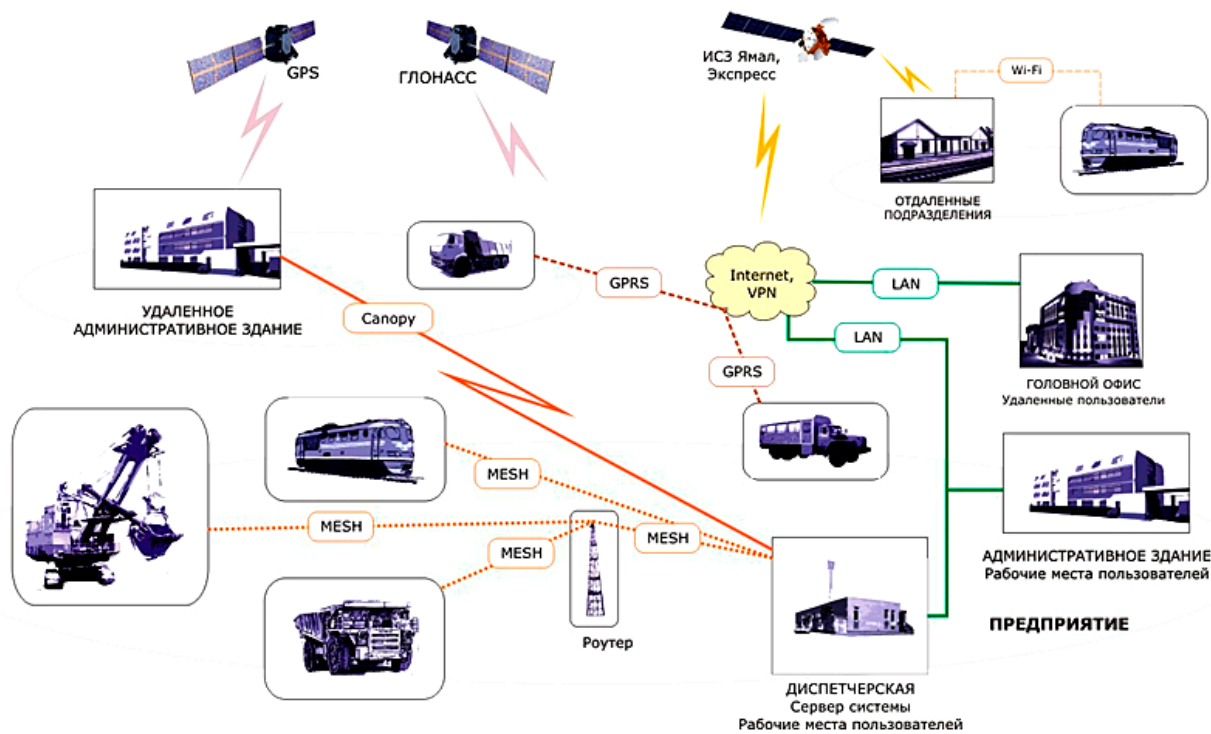 GPS
ГЛОНАСС
ИСЗ Ямал,
Экспресс
Wi-Fi
ОТДАЛЕННЫЕ
ПОДРАЗДЕЛЕНИЯ
УДАЛЕННОЕ
АДМИНИСТРАТИВНОЕ ЗДАНИЕ
Canopy
GPRS
Internet,
VPN
LAN
LAN
GPRS
ГОЛОВНОЙ ОФИС
Удаленные пользователи
MESH
MESH
MESH
MESH
Роутер
АДМИНИСТРАТИВНОЕ ЗДАНИЕ
Рабочие места пользователей
ПРЕДПРИЯТИЕ
ДИСПЕТЧЕРСКАЯ
Сервер системы
Рабочие места пользователей